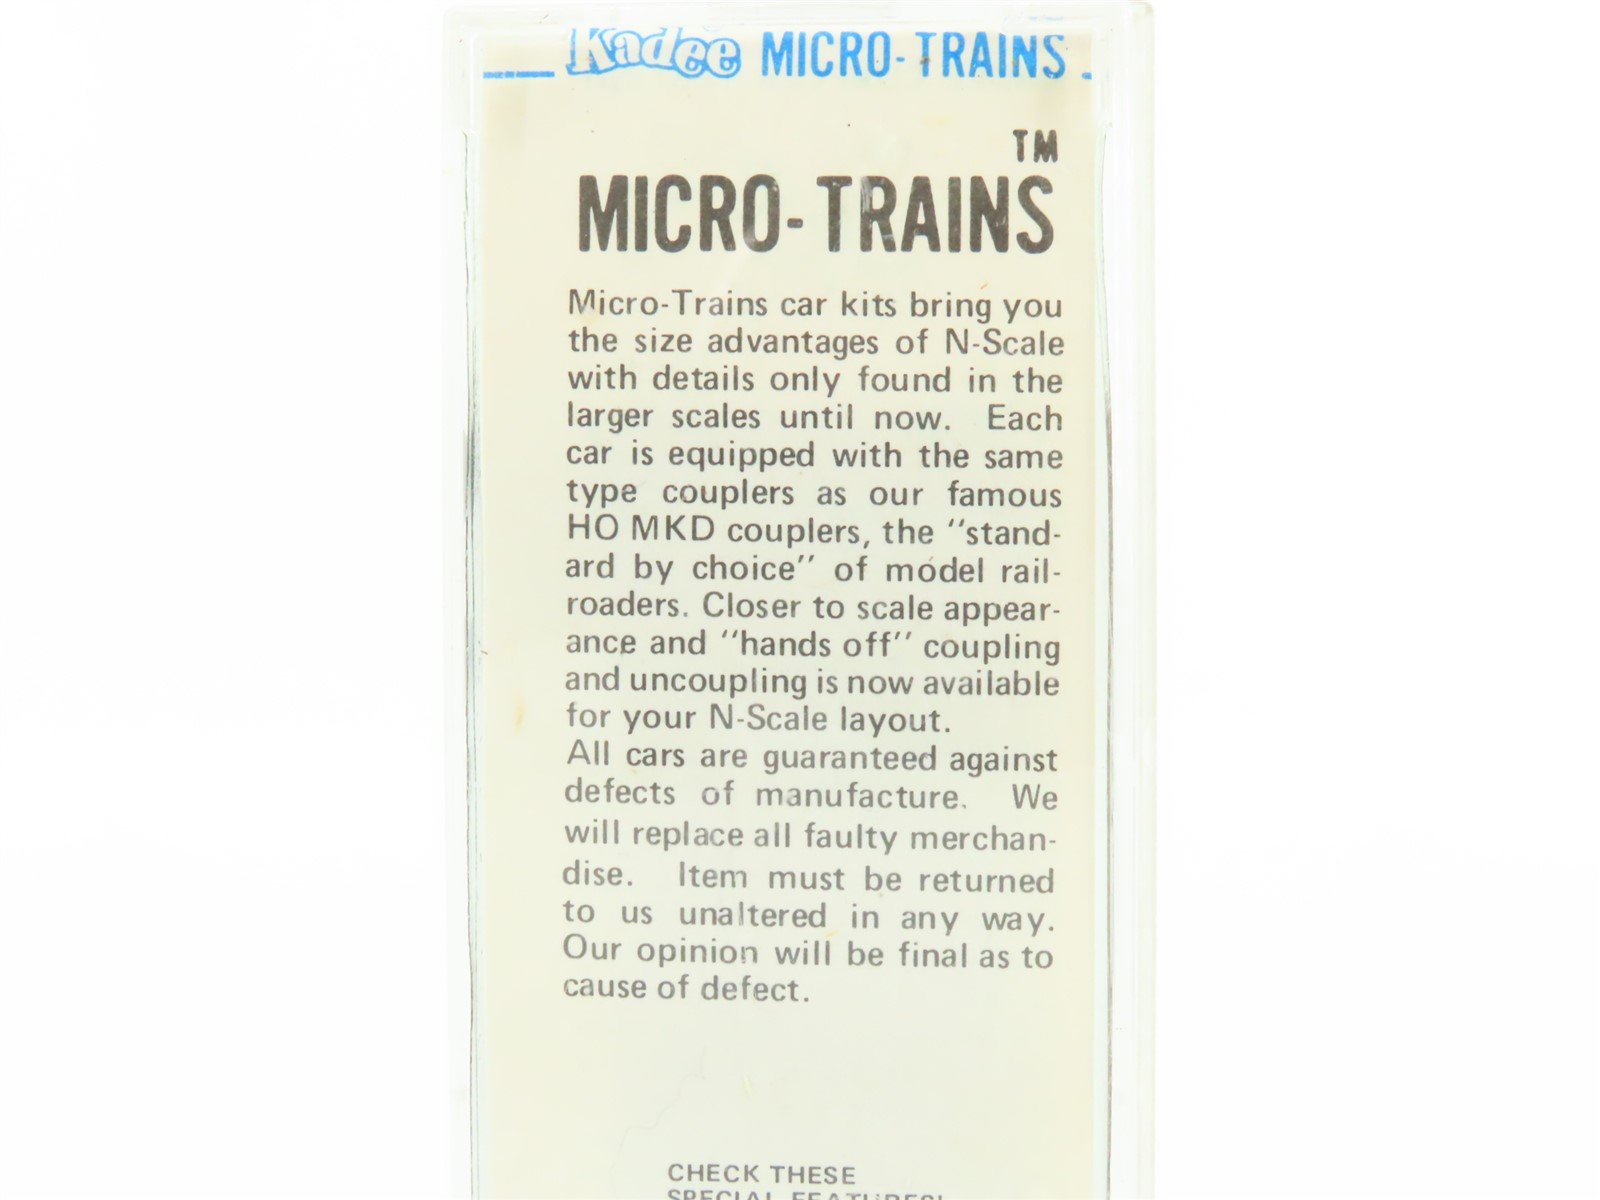 Kadee MICRO-TRAINS
TM
MICRO-TRAINS
Micro-Trains car kits bring you
the size advantages of N-Scale
with details only found in the
larger scales until now. Each
car is equipped with the same
type couplers as our famous
HO MKD couplers, the "stand-
ard by choice" of model rail-
roaders. Closer to scale appear-
ance and "hands off" coupling
and uncoupling is now available
for your N-Scale layout.
All cars are guaranteed against
defects of manufacture. We
will replace all faulty merchan-
dise. Item must be returned
to us unaltered in any way.
Our opinion will be final as to
cause of defect.
CHECK THESE
SPECIAL FEATURES!